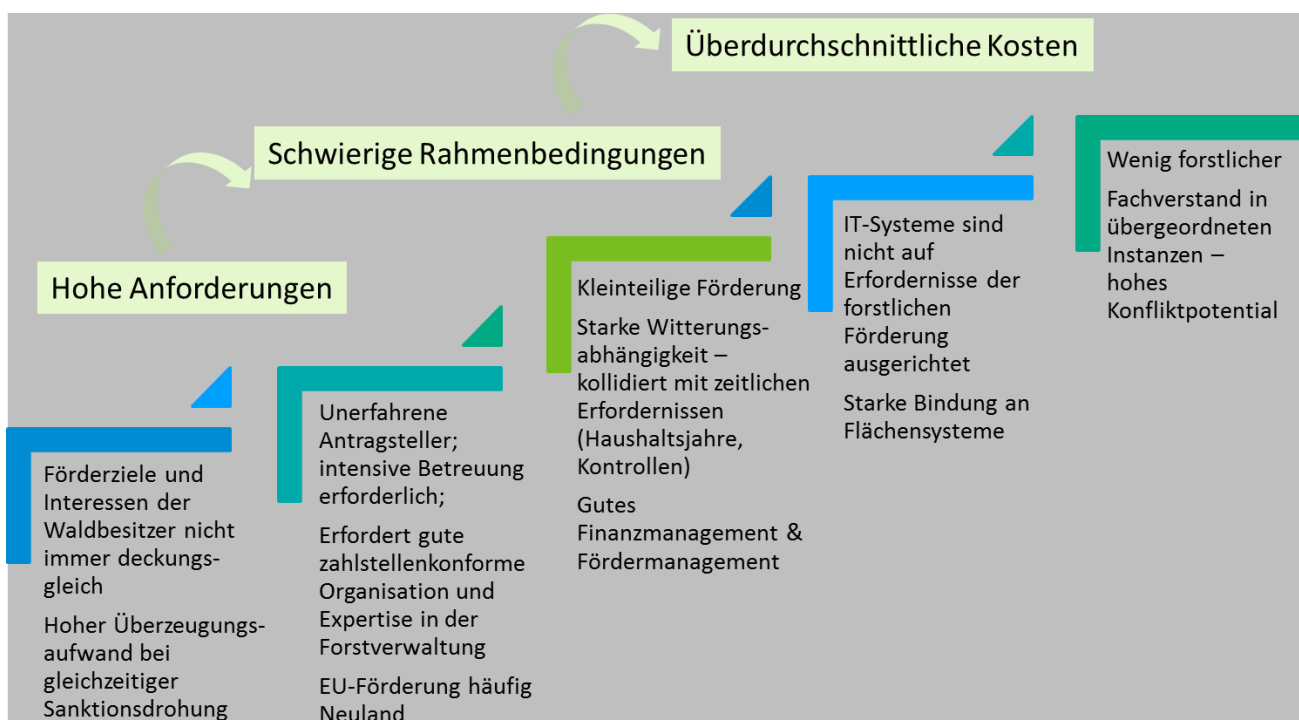 Überdurchschnittliche Kosten
Schwierige Rahmenbedingungen
Hohe Anforderungen
Förderziele und
Interessen der
Waldbesitzer nicht
immer deckungs-
gleich
Hoher Überzeugungs-
aufwand bei
gleichzeitiger
Sanktionsdrohung
Unerfahrene
Antragsteller;
intensive Betreuung
erforderlich;
Erfordert gute
zahlstellenkonforme
Organisation und
Expertise in der
Forstverwaltung
EU-Förderung häufig
Neuland
Kleinteilige Förderung
Starke Witterungs-
abhängigkeit –
kollidiert mit zeitlichen
Erfordernissen
(Haushaltsjahre,
Kontrollen)
Gutes
Finanzmanagement &
Fördermanagement
IT-Systeme sind
nicht auf
Erfordernisse der
forstlichen
Förderung
ausgerichtet
Starke Bindung an
Flächensysteme
Wenig forstlicher
Fachverstand in
übergeordneten
Instanzen –
hohes
Konfliktpotential